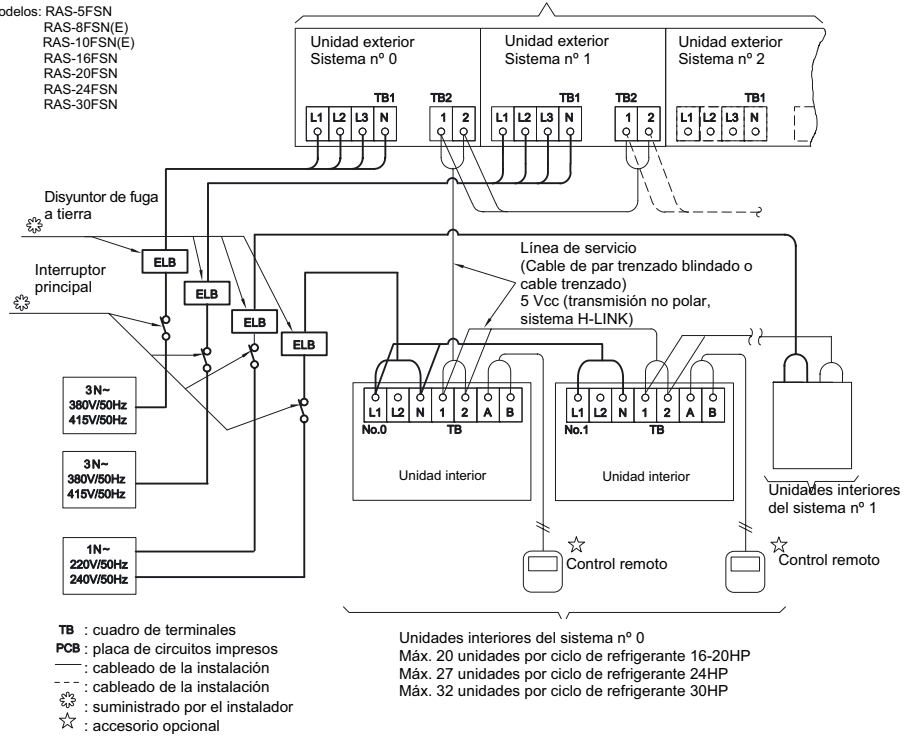 odelos: RAS-5FSN
RAS-8FSN(E)
RAS-10FSN(E)
RAS-16FSN
RAS-20FSN
RAS-24FSN
RAS-30FSN
Unidad exterior
Sistema nº 0
Unidad exterior
Sistema nº 1
Unidad exterior
Sistema nº 2
TB1 TB2 TB1 TB2 TB1
L1 L2 L3 N 1 2 L1 L2 L3 N 1 2 L1 L2 L3 N
Disyuntor de fuga
a tierra
Interruptor
principal
ELB
ELB
ELB
ELB
Línea de servicio
(Cable de par trenzado blindado o
cable trenzado)
5 Vcc (transmisión no polar,
sistema H-LINK)
3N~
380V/50Hz
415V/50Hz
3N~
380V/50Hz
415V/50Hz
1N~
220V/50Hz
240V/50Hz
L1 L2 N 1 2 A B
No.0 TB
Unidad interior
L1 L2 N 1 2 A B
No.1 TB
Unidad interior
Unidades interiores
del sistema nº 1
Control remoto
Control remoto
TB : cuadro de terminales
PCB : placa de circuitos impresos
: cableado de la instalación
: cableado de la instalación
: suministrado por el instalador
: accesorio opcional
Unidades interiores del sistema nº 0
Máx. 20 unidades por ciclo de refrigerante 16-20HP
Máx. 27 unidades por ciclo de refrigerante 24HP
Máx. 32 unidades por ciclo de refrigerante 30HP